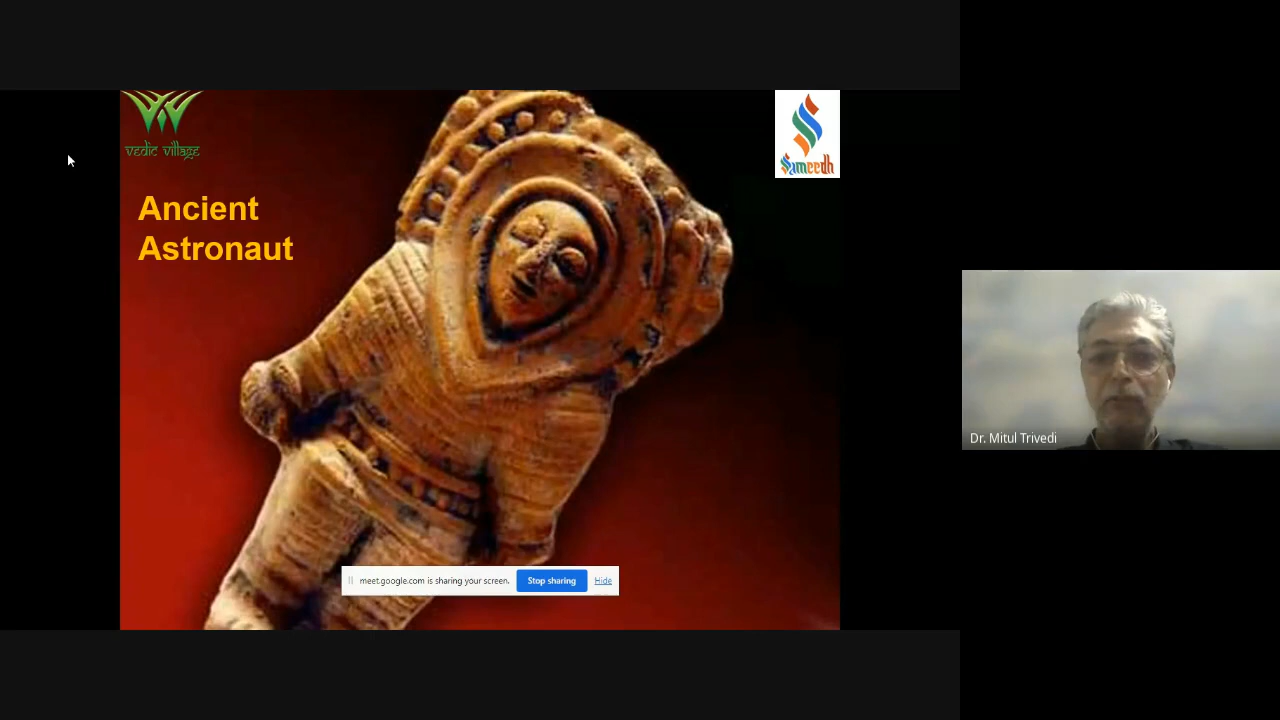 vedic village
Sameedh
Ancient
Astronaut
meet.google.com is sharing your screen.
Stop sharing
Hide
Dr. Mitul Trivedi